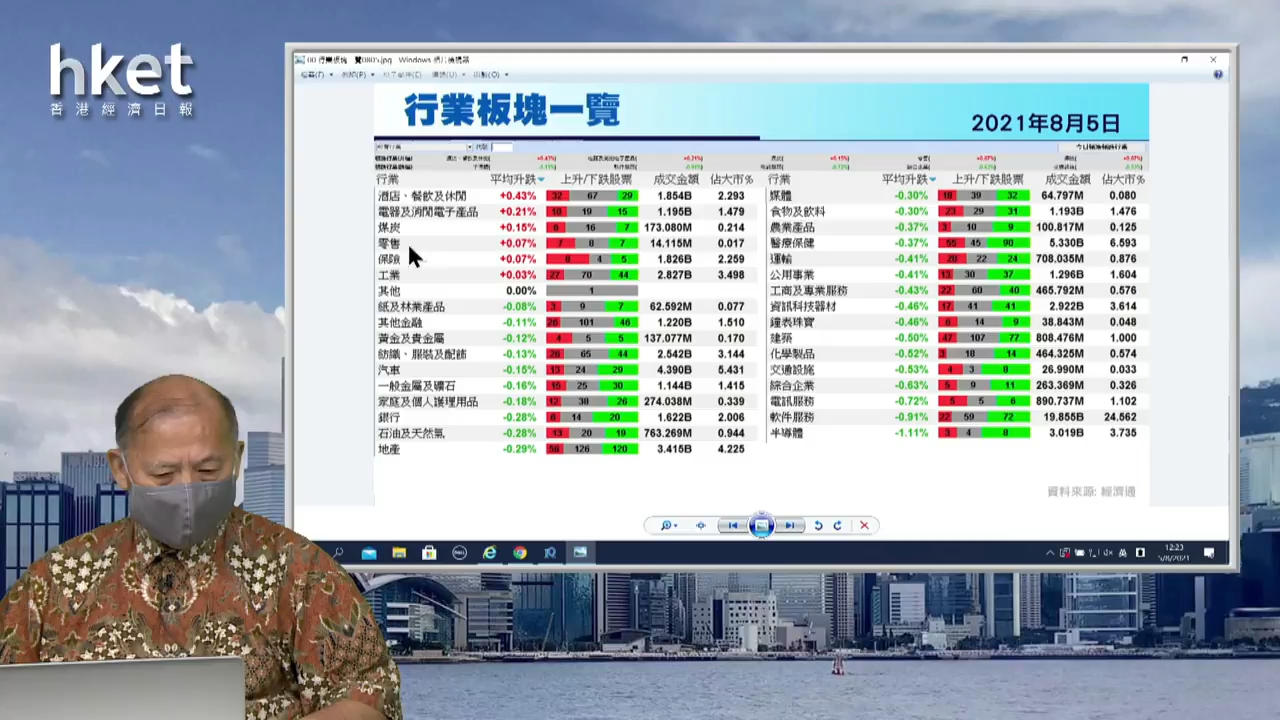 hket
香港經濟日報
行業板塊一覽
2021年8月5日
行業 平均升跌 上升/下跌股票 成交金額 佔大市%
酒店、餐飲及休閒 +0.43% 32 67 29 1.854B 2.293
電器及消閒電子產品 +0.21% 10 19 15 1.195B 1.479
煤炭 +0.15% 6 16 7 173.080M 0.214
零售 +0.07% 7 8 7 14.115M 0.017
保險 +0.07% 8 4 5 1.826B 2.259
工業 +0.03% 27 70 44 2.827B 3.498
其他 0.00% 1
紙及林業產品 -0.08% 3 9 7 62.592M 0.077
其他金融 -0.11% 26 101 46 1.220B 1.510
黃金及貴金屬 -0.12% 4 5 5 137.077M 0.170
紡織、服裝及配飾 -0.13% 26 65 44 2.542B 3.144
汽車 -0.15% 13 24 29 4.390B 5.431
一般金屬及礦石 -0.16% 15 25 30 1.144B 1.415
家庭及個人護理用品 -0.18% 12 38 26 274.038M 0.339
銀行 -0.28% 6 14 20 1.622B 2.006
石油及天然氣 -0.28% 13 20 19 763.269M 0.944
地產 -0.29% 56 126 120 3.415B 4.225
行業 平均升跌 上升/下跌股票 成交金額 佔大市%
媒體 -0.30% 18 39 32 64.797M 0.080
食物及飲料 -0.30% 23 29 31 1.193B 1.476
農業產品 -0.37% 3 10 9 100.817M 0.125
醫療保健 -0.37% 55 45 90 5.330B 6.593
運輸 -0.41% 20 22 24 708.035M 0.876
公用事業 -0.41% 13 30 37 1.296B 1.604
工商及專業服務 -0.43% 22 60 40 465.792M 0.576
資訊科技器材 -0.46% 17 41 41 2.922B 3.614
鐘表珠寶 -0.46% 6 14 9 38.843M 0.048
建築 -0.50% 47 107 77 808.476M 1.000
化學製品 -0.52% 3 18 14 464.325M 0.574
交通設施 -0.53% 4 3 8 26.990M 0.033
綜合企業 -0.63% 5 9 11 263.369M 0.326
電訊服務 -0.72% 5 5 6 890.737M 1.102
軟件服務 -0.91% 22 59 72 19.855B 24.562
半導體 -1.11% 3 4 8 3.019B 3.735
資料來源: 經濟通
12:23
5/8/2021